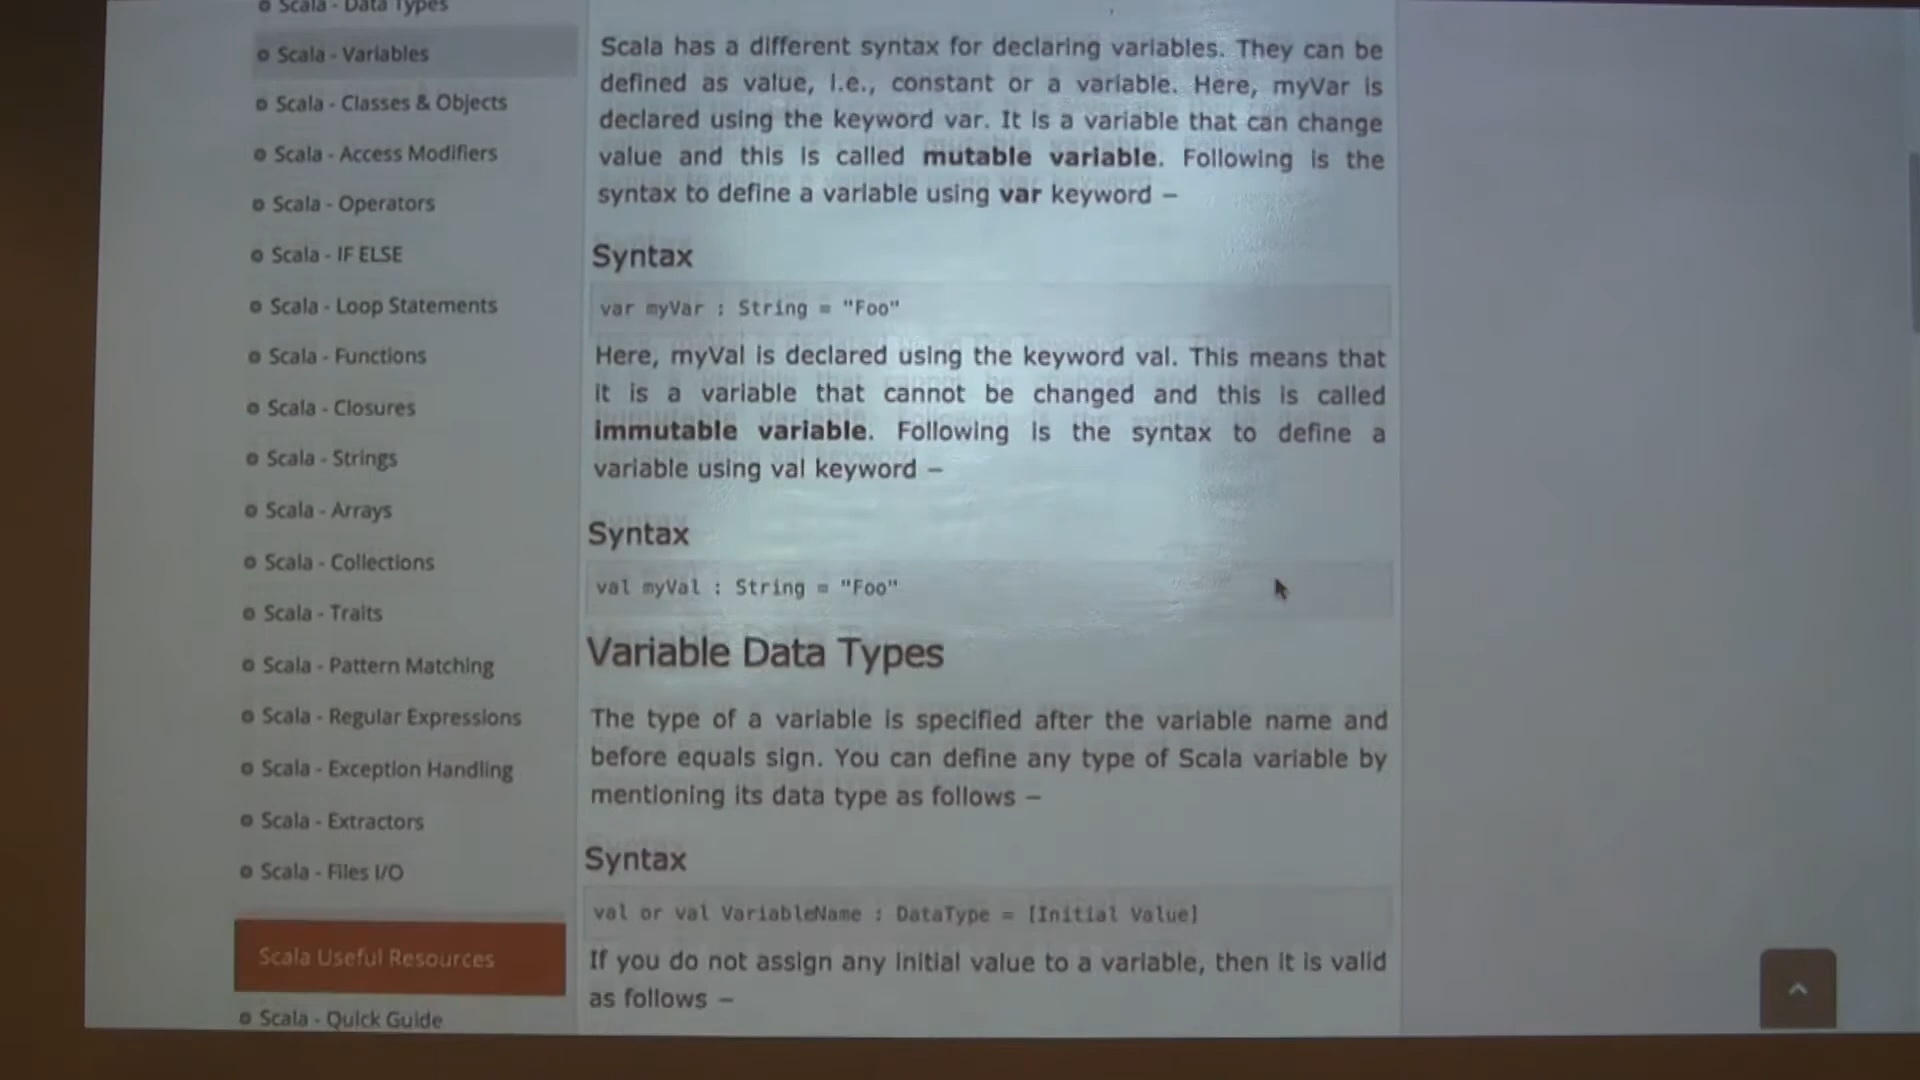 Scala - Data Types
Scala - Variables
Scala - Classes & Objects
Scala - Access Modifiers
Scala - Operators
Scala - IF ELSE
Scala - Loop Statements
Scala - Functions
Scala - Closures
Scala - Strings
Scala - Arrays
Scala - Collections
Scala - Traits
Scala - Pattern Matching
Scala - Regular Expressions
Scala - Exception Handling
Scala - Extractors
Scala - Files I/O
Scala Useful Resources
Scala - Quick Guide
Scala has a different syntax for declaring variables. They can be
defined as value, i.e., constant or a variable. Here, myVar is
declared using the keyword var. It is a variable that can change
value and this is called mutable variable. Following is the
syntax to define a variable using var keyword −
Syntax
var myVar : String = "Foo"
Here, myVal is declared using the keyword val. This means that
it is a variable that cannot be changed and this is called
immutable variable. Following is the syntax to define a
variable using val keyword −
Syntax
val myVal : String = "Foo"
Variable Data Types
The type of a variable is specified after the variable name and
before equals sign. You can define any type of Scala variable by
mentioning its data type as follows −
Syntax
val or val VariableName : DataType = [Initial Value]
If you do not assign any initial value to a variable, then it is valid
as follows −